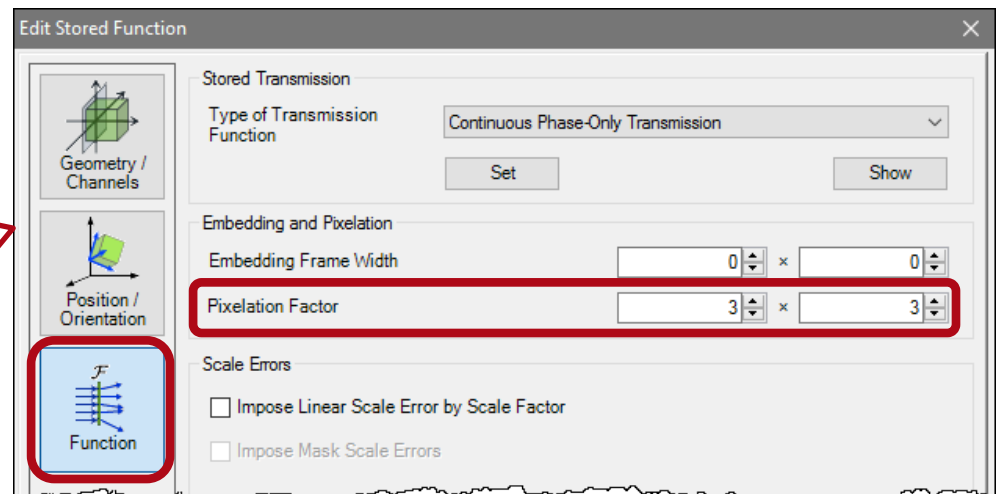 Edit Stored Function
Geometry /
Channels
Position /
Orientation
ℱ
Function
Stored Transmission
Type of Transmission
Function
Continuous Phase-Only Transmission
Set
Show
Embedding and Pixelation
Embedding Frame Width
0 × 0
Pixelation Factor
3 × 3
Scale Errors
Impose Linear Scale Error by Scale Factor
Impose Mask Scale Errors